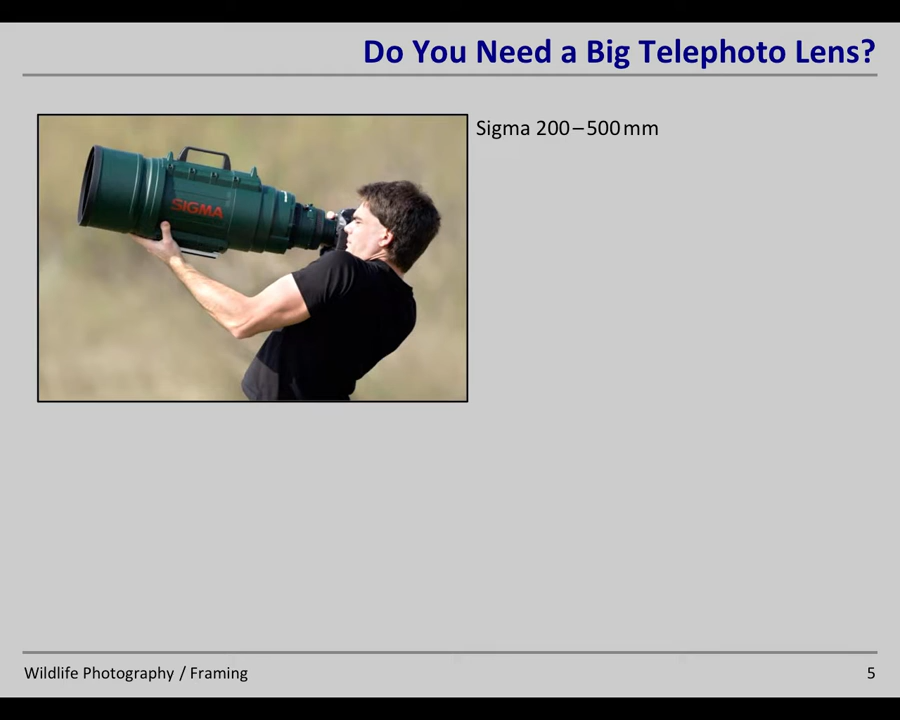 Do You Need a Big Telephoto Lens?
Sigma 200–500mm
SIGMA
Wildlife Photography / Framing
5